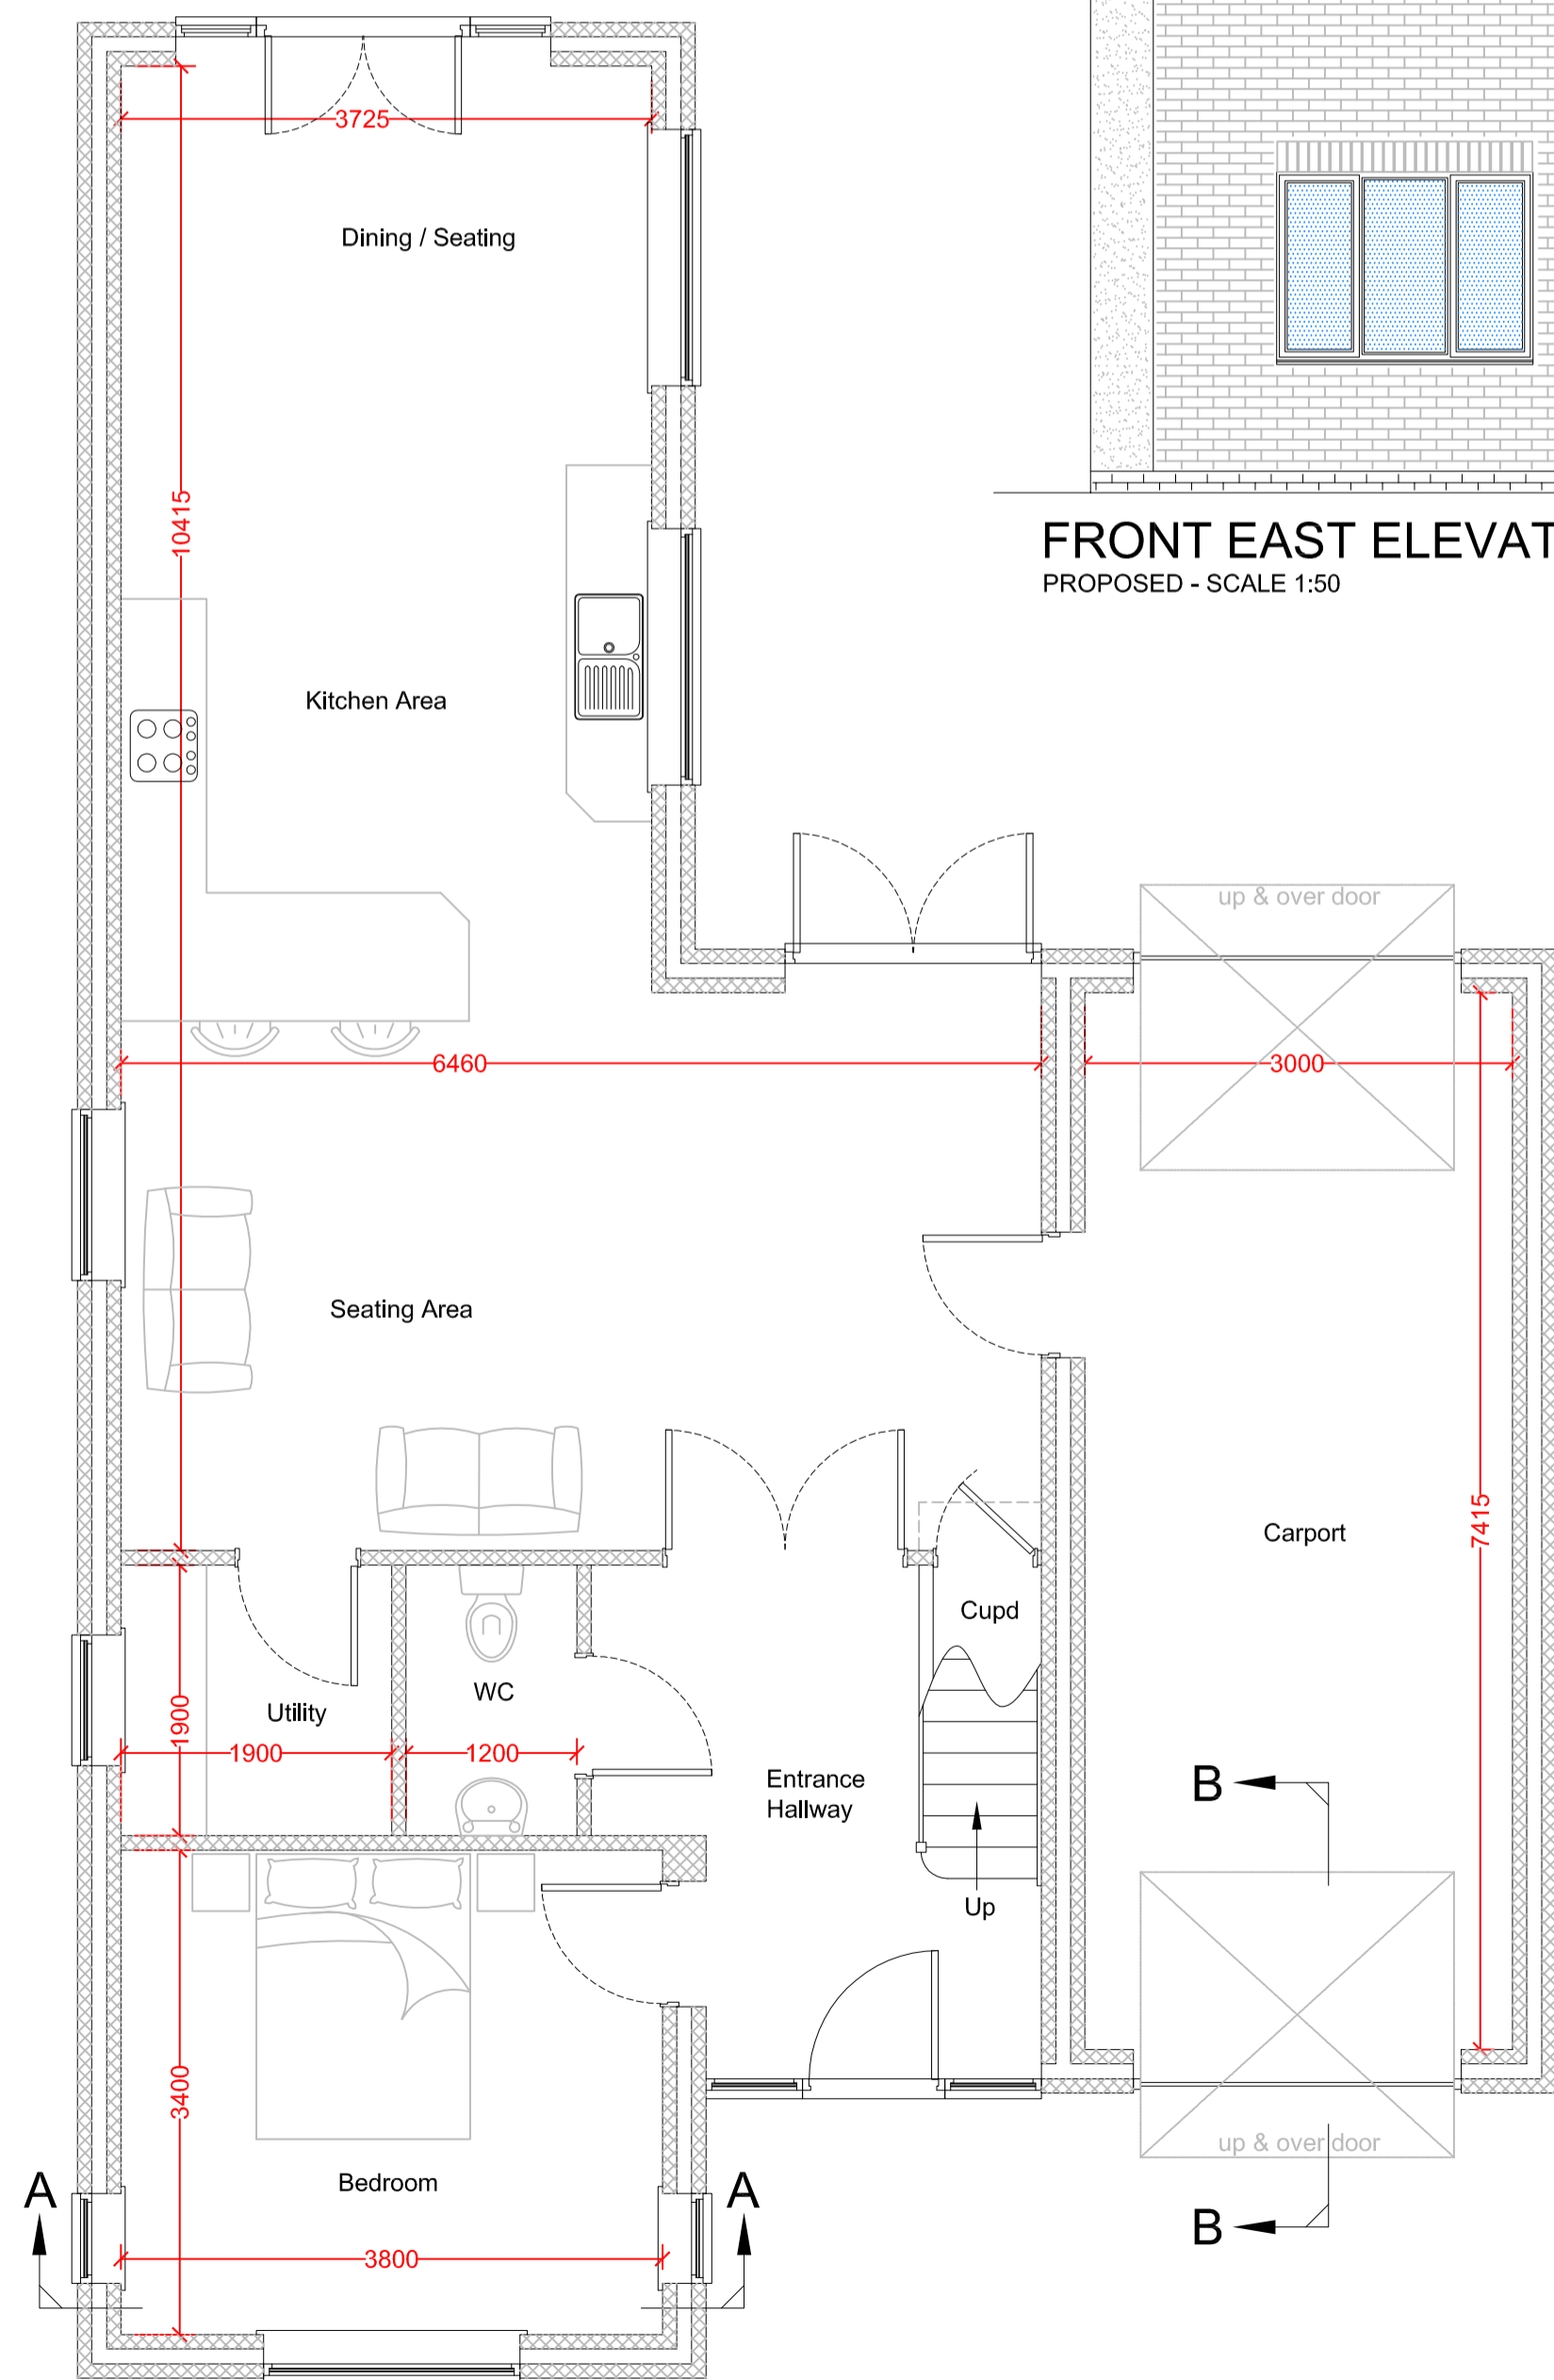 3725
Dining / Seating
10415
FRONT EAST ELEVAT
PROPOSED - SCALE 1:50
Kitchen Area
up & over door
6460
3000
Seating Area
7415
Carport
Cupd
WC
Utility
1900
1900
1200
Entrance
Hallway
B
Up
3400
up & over door
Bedroom
A
A
B
3800